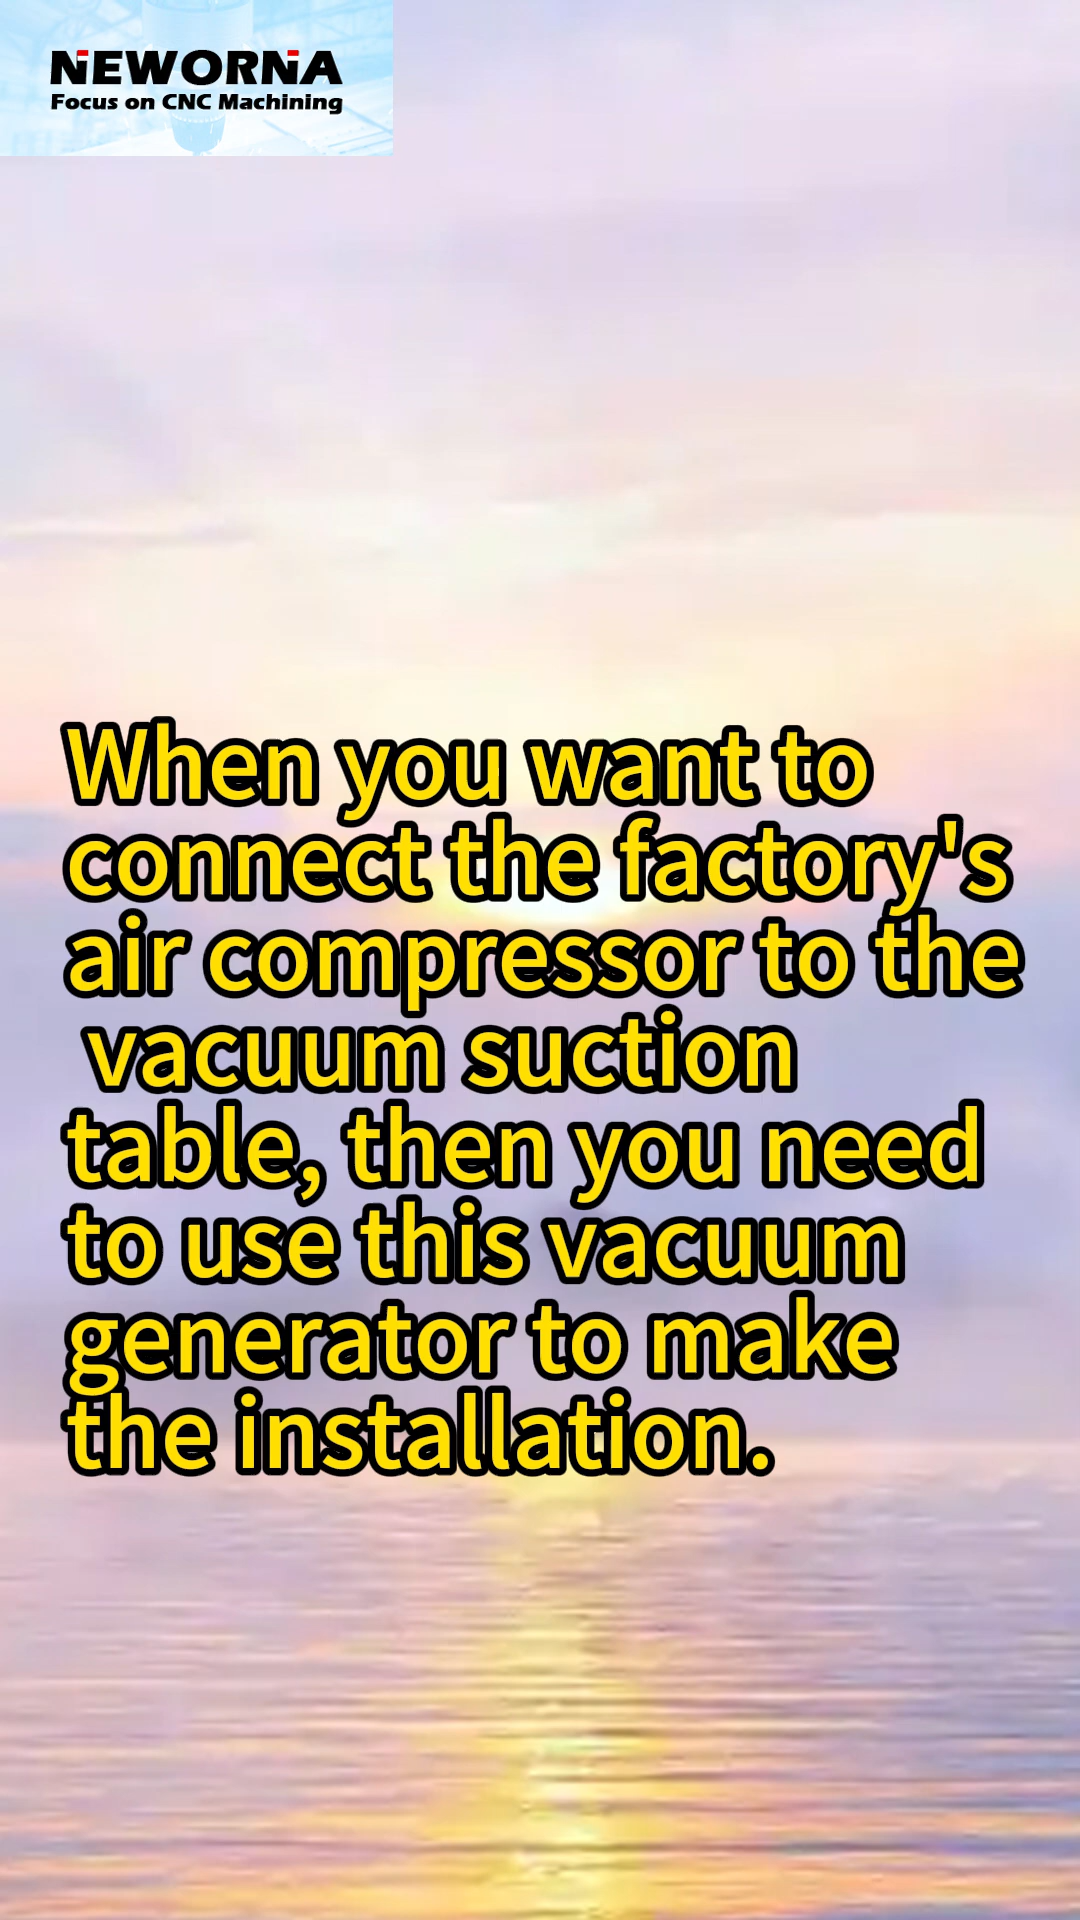 NEWORNA
Focus on CNC Machining
When you want to
connect the factory's
air compressor to the
vacuum suction
table, then you need
to use this vacuum
generator to make
the installation.